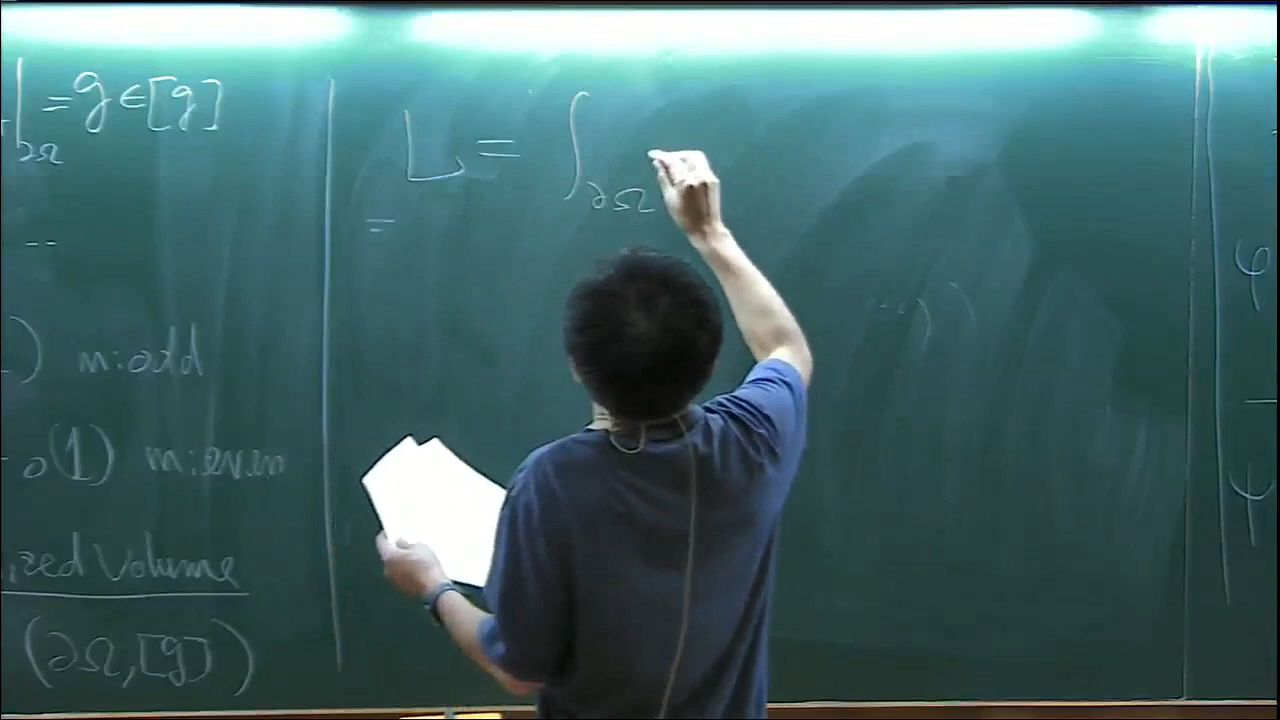 |_{∂Ω} = g ∈ [g]
--
) m:odd
o(1) m:even
ized Volume
(∂Ω, [g])
L = ∫_{∂Ω}
=
φ
ψ